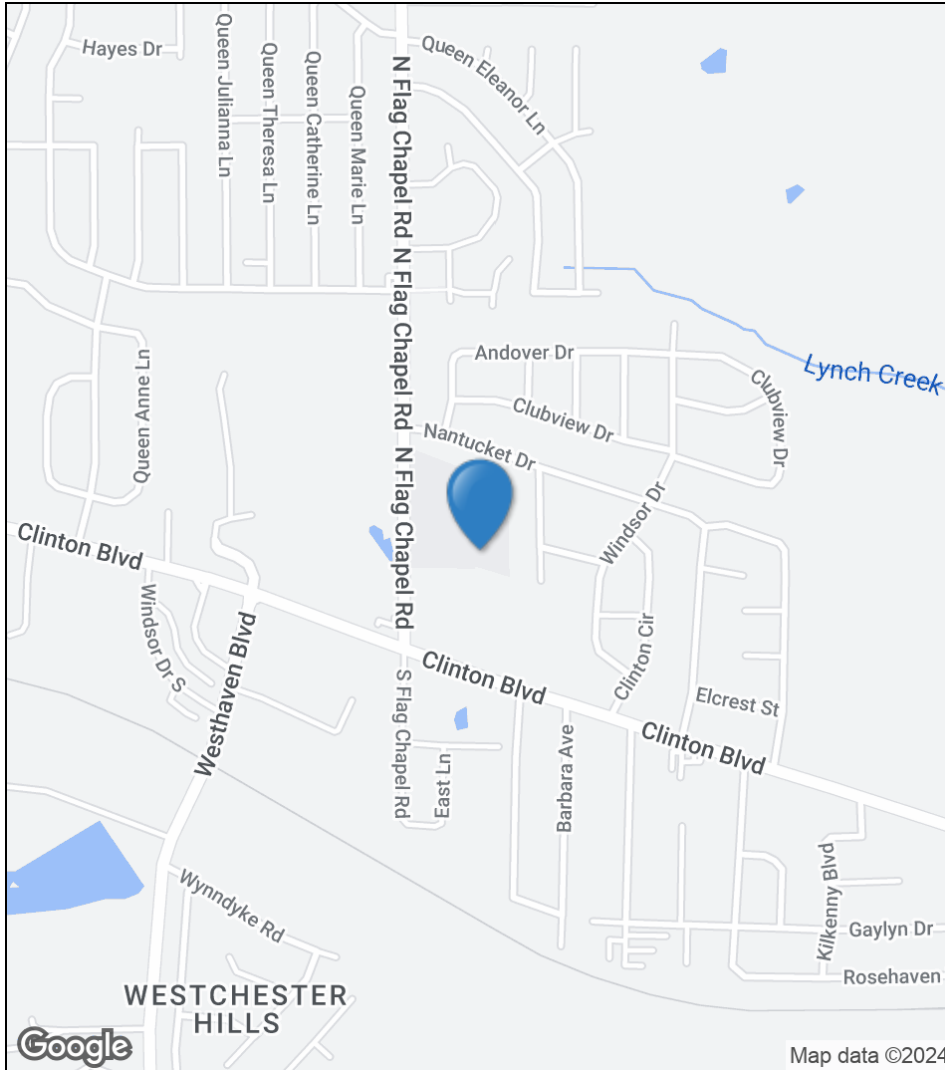 Hayes Dr
Queen Julianna Ln
Queen Theresa Ln
Queen Catherine Ln
Queen Marie Ln
N Flag Chapel Rd
Queen Eleanor Ln
N Flag Chapel Rd
Lynch Creek
Andover Dr
Clubview Dr
Clubview Dr
Queen Anne Ln
Nantucket Dr
N Flag Chapel Rd
Windsor Dr
Clinton Blvd
Windsor Dr S
Westhaven Blvd
Clinton Blvd
Clinton Cir
Elcrest St
S Flag Chapel Rd
East Ln
Barbara Ave
Clinton Blvd
Kilkenny Blvd
Wynndyke Rd
Gaylyn Dr
Rosehaven
WESTCHESTER
HILLS
Google
Map data ©2024